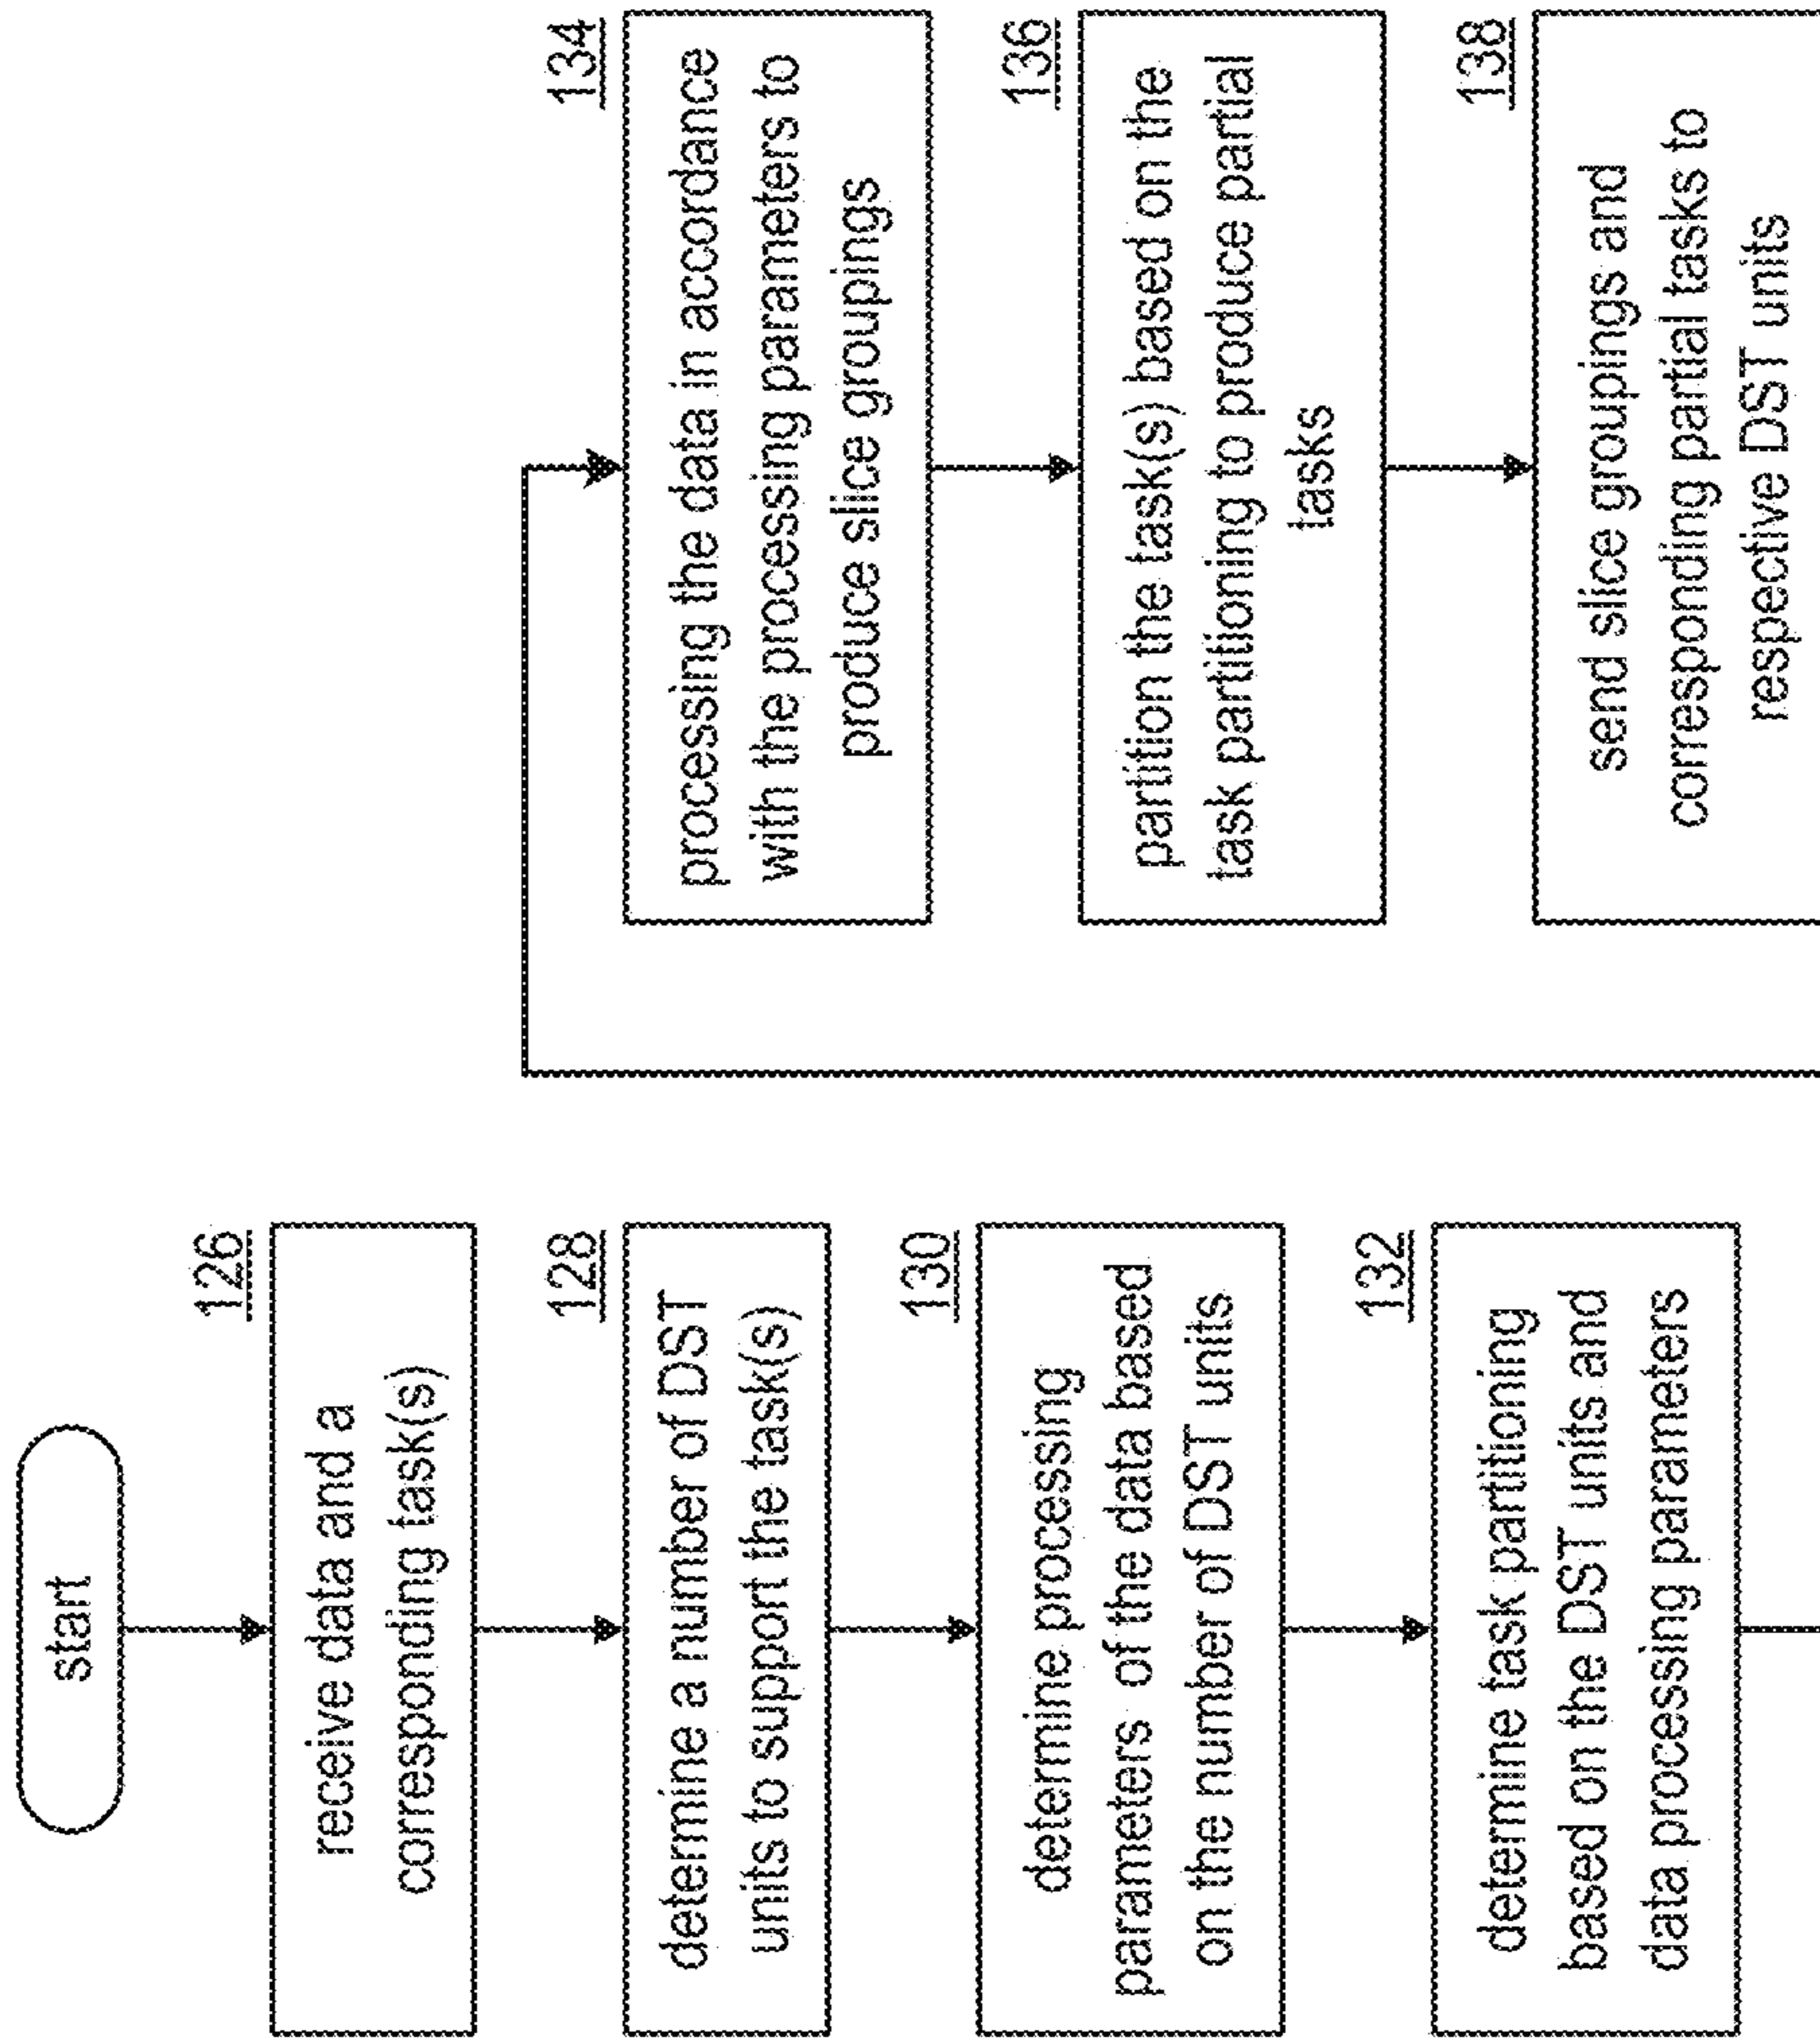 start
126
receive data and a
corresponding task(s)
128
determine a number of DST
units to support the task(s)
130
determine processing
parameters of the data based
on the number of DST units
132
determine task partitioning
based on the DST units and
data processing parameters
134
processing the data in accordance
with the processing parameters to
produce slice groupings
136
partition the task(s) based on the
task partitioning to produce partial
tasks
138
send slice groupings and
corresponding partial tasks to
respective DST units